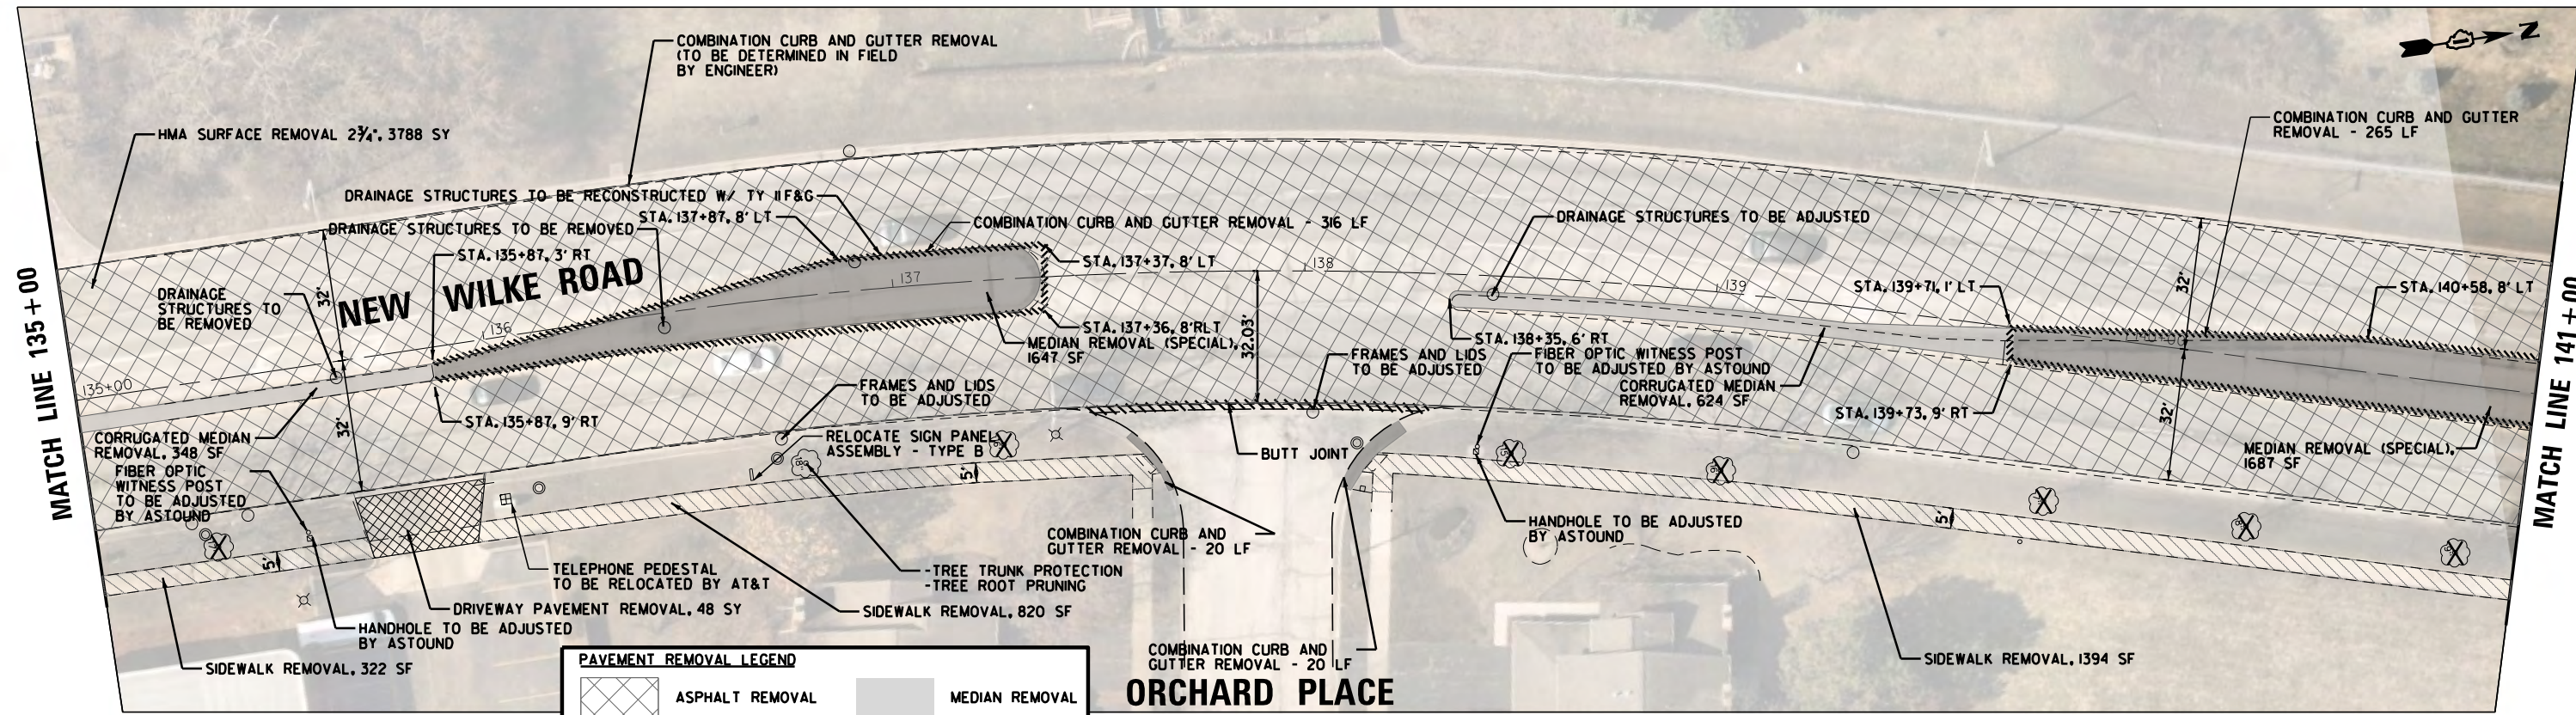 COMBINATION CURB AND GUTTER REMOVAL
(TO BE DETERMINED IN FIELD
BY ENGINEER)
Z
HMA SURFACE REMOVAL 2¾", 3788 SY
COMBINATION CURB AND GUTTER
REMOVAL - 265 LF
DRAINAGE STRUCTURES TO BE RECONSTRUCTED W/ TY 11 F&G
STA. 137+87, 8' LT
DRAINAGE STRUCTURES TO BE REMOVED
COMBINATION CURB AND GUTTER REMOVAL - 316 LF
DRAINAGE STRUCTURES TO BE ADJUSTED
STA. 135+87, 3' RT
STA. 137+37, 8' LT
138
137
139
136
135+00
STA. 139+71, 1' LT
STA. 140+58, 8' LT
32'
32'
32'
32'
32.03'
NEW WILKE ROAD
DRAINAGE
STRUCTURES TO
BE REMOVED
STA. 137+36, 8'RLT
MEDIAN REMOVAL (SPECIAL),
1647 SF
STA. 138+35, 6' RT
FRAMES AND LIDS
TO BE ADJUSTED
FIBER OPTIC WITNESS POST
TO BE ADJUSTED BY ASTOUND
CORRUGATED MEDIAN
REMOVAL, 624 SF
STA. 139+73, 9' RT
FRAMES AND LIDS
TO BE ADJUSTED
STA. 135+87, 9' RT
MATCH LINE 135+00
MATCH LINE 141+00
CORRUGATED MEDIAN
REMOVAL, 348 SF
RELOCATE SIGN PANEL
ASSEMBLY - TYPE B
BUTT JOINT
MEDIAN REMOVAL (SPECIAL),
1687 SF
FIBER OPTIC
WITNESS POST
TO BE ADJUSTED
BY ASTOUND
5'
5'
5'
HANDHOLE TO BE ADJUSTED
BY ASTOUND
COMBINATION CURB AND
GUTTER REMOVAL - 20 LF
TELEPHONE PEDESTAL
TO BE RELOCATED BY AT&T
-TREE TRUNK PROTECTION
-TREE ROOT PRUNING
DRIVEWAY PAVEMENT REMOVAL, 48 SY
SIDEWALK REMOVAL, 820 SF
HANDHOLE TO BE ADJUSTED
BY ASTOUND
COMBINATION CURB AND
GUTTER REMOVAL - 20 LF
SIDEWALK REMOVAL, 322 SF
SIDEWALK REMOVAL, 1394 SF
PAVEMENT REMOVAL LEGEND
ASPHALT REMOVAL
MEDIAN REMOVAL
ORCHARD PLACE